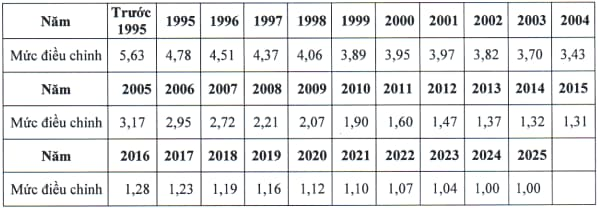 Năm Trước 1995 1995 1996 1997 1998 1999 2000 2001 2002 2003 2004
Mức điều chỉnh 5,63 4,78 4,51 4,37 4,06 3,89 3,95 3,97 3,82 3,70 3,43
Năm 2005 2006 2007 2008 2009 2010 2011 2012 2013 2014 2015
Mức điều chỉnh 3,17 2,95 2,72 2,21 2,07 1,90 1,60 1,47 1,37 1,32 1,31
Năm 2016 2017 2018 2019 2020 2021 2022 2023 2024 2025
Mức điều chỉnh 1,28 1,23 1,19 1,16 1,12 1,10 1,07 1,04 1,00 1,00